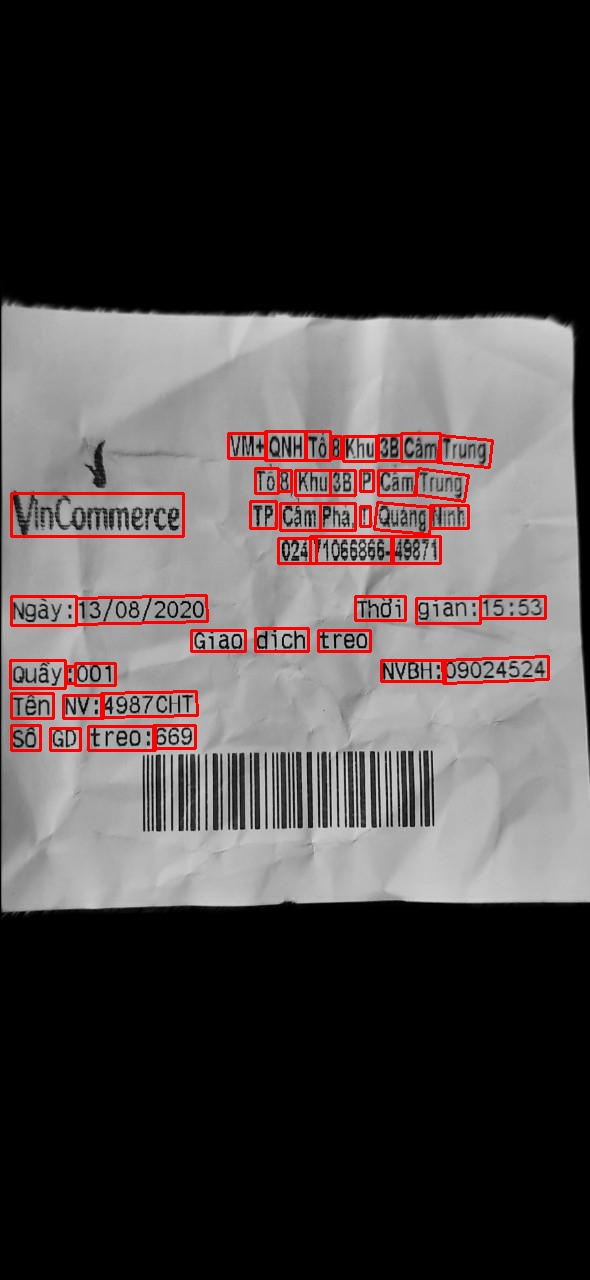 VM+ QNH Tổ 8 Khu 3B Cẩm Trung
Tổ 8 Khu 3B P Cẩm Trung
VinCommerce
TP Cẩm Phả, T Quảng Ninh
024 71066866-49871
Ngày:13/08/2020 Thời gian:15:53
Giao dịch treo
Quầy:001 NVBH:09024524
Tên NV:4987CHT
Số GD treo:669